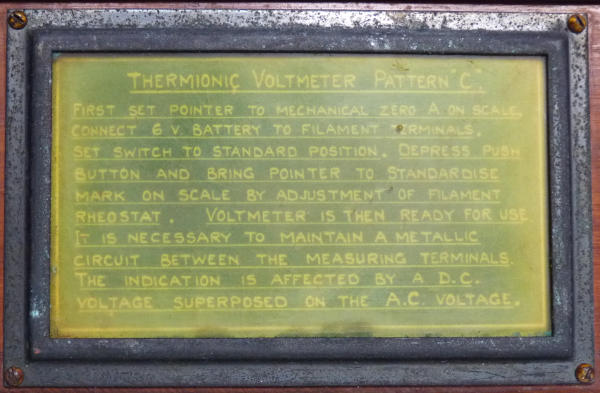 THERMIONIC VOLTMETER PATTERN "C".
FIRST SET POINTER TO MECHANICAL ZERO A ON SCALE,
CONNECT 6 V. BATTERY TO FILAMENT TERMINALS.
SET SWITCH TO STANDARD POSITION. DEPRESS PUSH
BUTTON AND BRING POINTER TO STANDARDISE
MARK ON SCALE BY ADJUSTMENT OF FILAMENT
RHEOSTAT. VOLTMETER IS THEN READY FOR USE
IT IS NECESSARY TO MAINTAIN A METALLIC
CIRCUIT BETWEEN THE MEASURING TERMINALS.
THE INDICATION IS AFFECTED BY A D.C.
VOLTAGE SUPERPOSED ON THE A.C. VOLTAGE.